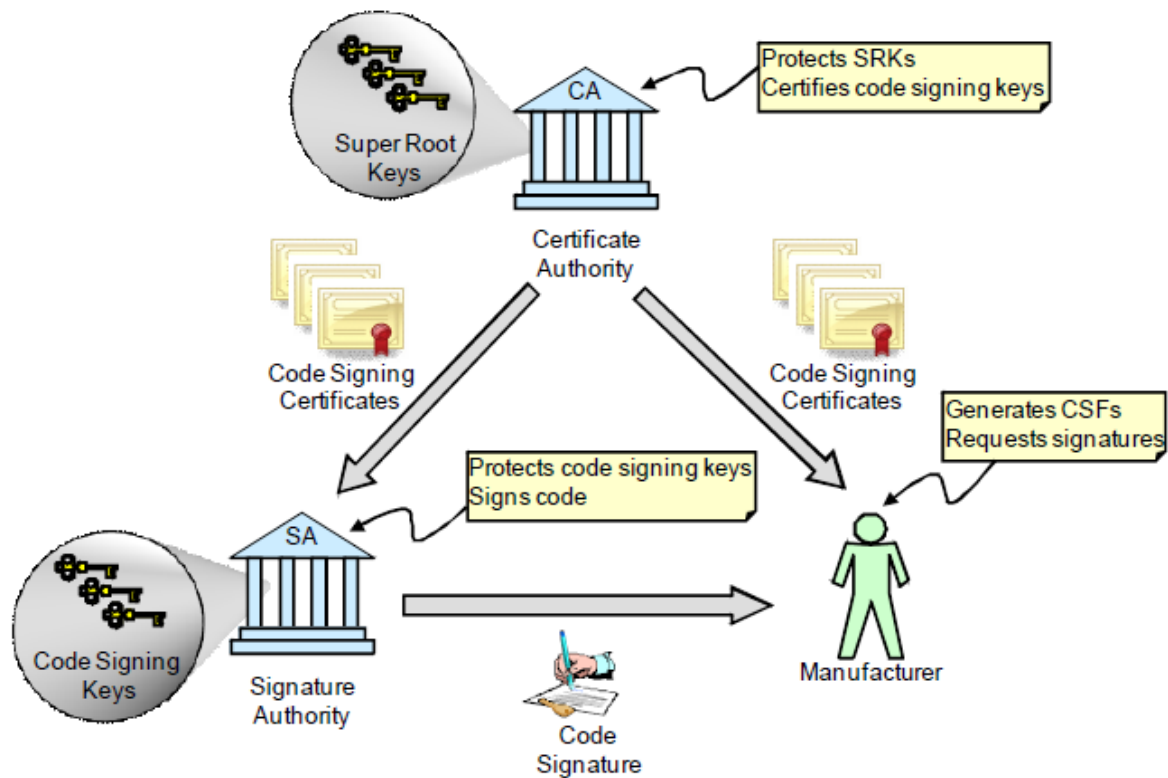 Protects SRKs
Certifies code signing keys
CA
Super Root
Keys
Certificate
Authority
Code Signing
Certificates
Code Signing
Certificates
Generates CSFs
Requests signatures
Protects code signing keys
Signs code
SA
Code Signing
Keys
Signature
Authority
Manufacturer
Code
Signature